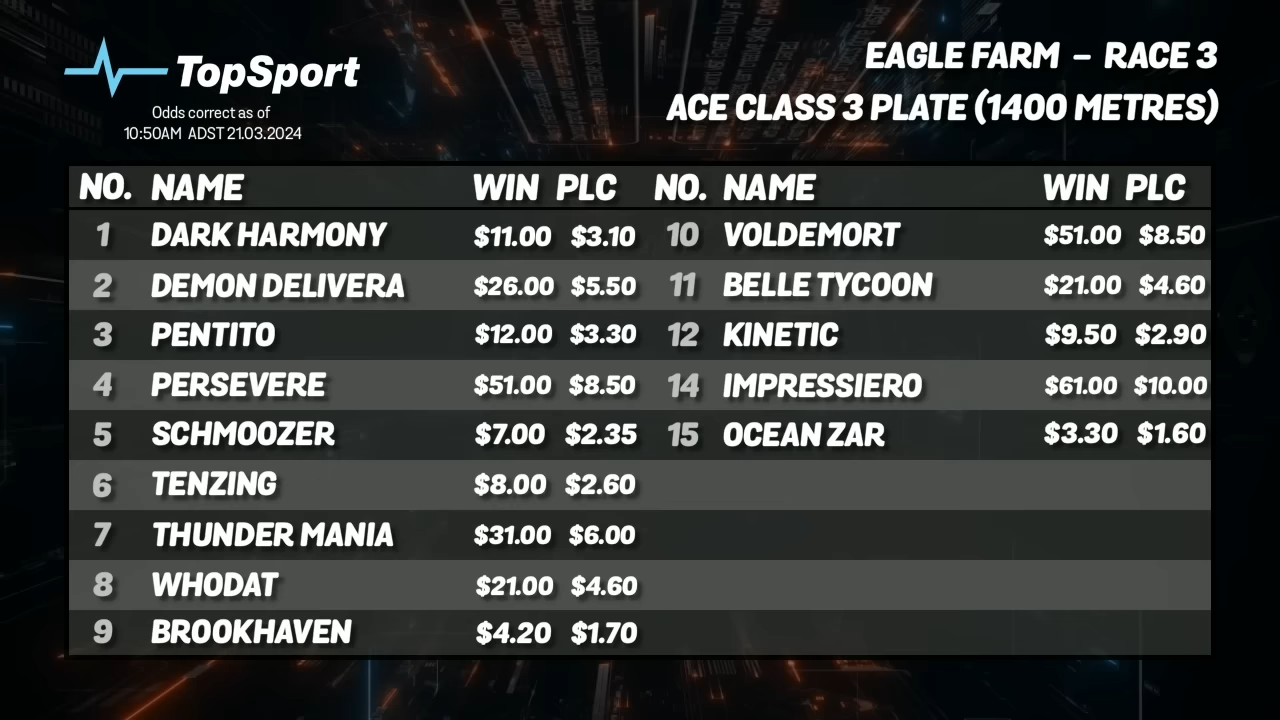 TopSport
Odds correct as of
10:50AM ADST 21.03.2024
EAGLE FARM – RACE 3
ACE CLASS 3 PLATE (1400 METRES)
NO. NAME WIN PLC NO. NAME WIN PLC
1 DARK HARMONY $11.00 $3.10 10 VOLDEMORT $51.00 $8.50
2 DEMON DELIVERA $26.00 $5.50 11 BELLE TYCOON $21.00 $4.60
3 PENTITO $12.00 $3.30 12 KINETIC $9.50 $2.90
4 PERSEVERE $51.00 $8.50 14 IMPRESSIERO $61.00 $10.00
5 SCHMOOZER $7.00 $2.35 15 OCEAN ZAR $3.30 $1.60
6 TENZING $8.00 $2.60
7 THUNDER MANIA $31.00 $6.00
8 WHODAT $21.00 $4.60
9 BROOKHAVEN $4.20 $1.70